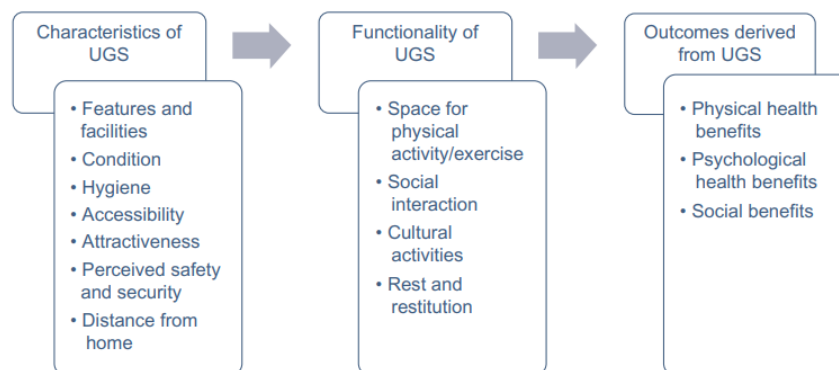 Characteristics of
UGS
• Features and
facilities
• Condition
• Hygiene
• Accessibility
• Attractiveness
• Perceived safety
and security
• Distance from
home
Functionality of
UGS
• Space for
physical
activity/exercise
• Social
interaction
• Cultural
activities
• Rest and
restitution
Outcomes derived
from UGS
• Physical health
benefits
• Psychological
health benefits
• Social benefits